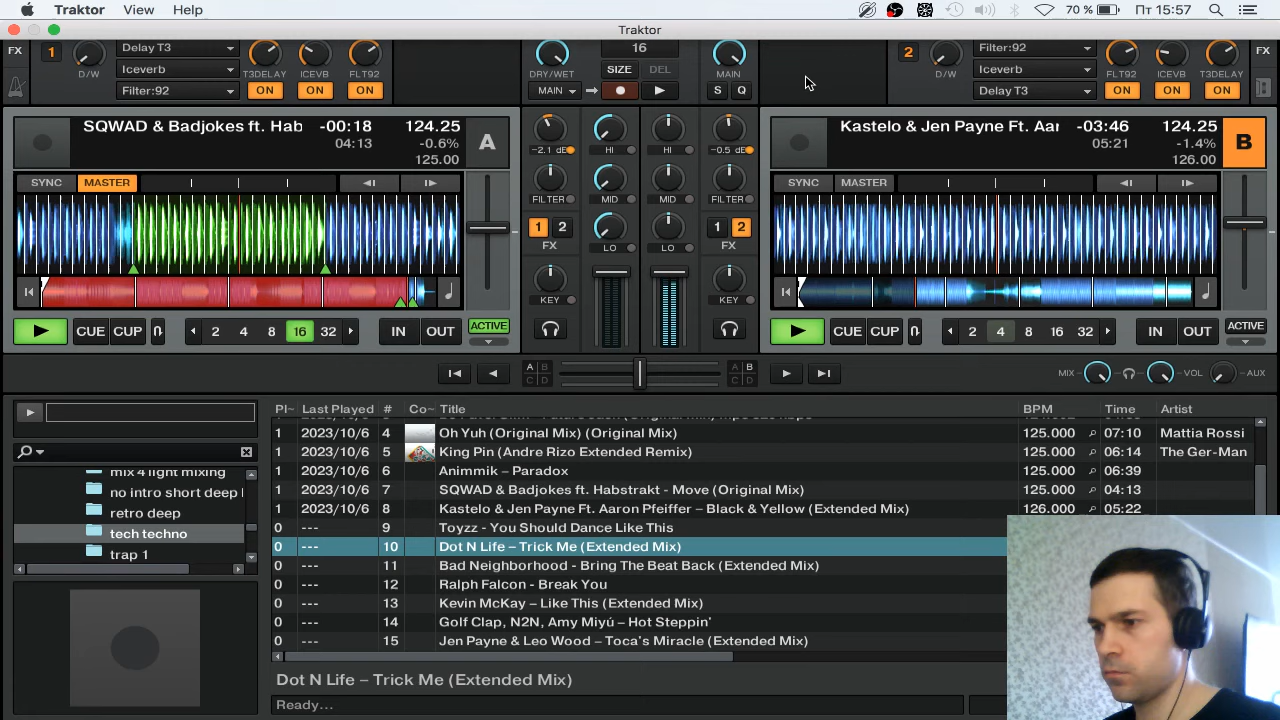 Traktor View Help 70 % Пт 15:57
Traktor
FX 1 Delay T3 16 2 Filter:92 FX
D/W Iceverb T3DELAY ICEVB FLT92 DRY/WET SIZE DEL MAIN D/W Iceverb FLT92 ICEVB T3DELAY
Filter:92 ON ON ON MAIN S Q Delay T3 ON ON ON
SQWAD & Badjokes ft. Hab -00:18 124.25
04:13 -0.6%
125.00
A
SYNC MASTER
CUE CUP 2 4 8 16 32 IN OUT ACTIVE
-2.1 dB HI HI -0.5 dB
FILTER MID MID FILTER
1 2 1 2
FX LO LO FX
KEY KEY
Kastelo & Jen Payne Ft. Aar -03:46 124.25
05:21 -1.4%
126.00
B
SYNC MASTER
CUE CUP 2 4 8 16 32 IN OUT ACTIVE
A B C D A B C D MIX VOL AUX
Pl~ Last Played # Co~ Title BPM Time Artist
1 2023/10/6 4 Oh Yuh (Original Mix) (Original Mix) 125.000 07:10 Mattia Rossi
1 2023/10/6 5 King Pin (Andre Rizo Extended Remix) 125.000 06:14 The Ger-Man
1 2023/10/6 6 Animmik – Paradox 125.000 06:39
1 2023/10/6 7 SQWAD & Badjokes ft. Habstrakt - Move (Original Mix) 125.000 04:13
1 2023/10/6 8 Kastelo & Jen Payne Ft. Aaron Pfeiffer – Black & Yellow (Extended Mix) 126.000 05:22
0 --- 9 Toyzz - You Should Dance Like This
0 --- 10 Dot N Life – Trick Me (Extended Mix)
0 --- 11 Bad Neighborhood - Bring The Beat Back (Extended Mix)
0 --- 12 Ralph Falcon - Break You
0 --- 13 Kevin McKay – Like This (Extended Mix)
0 --- 14 Golf Clap, N2N, Amy Miyú – Hot Steppin'
0 --- 15 Jen Payne & Leo Wood – Toca's Miracle (Extended Mix)
mix 4 light mixing
no intro short deep
retro deep
tech techno
trap 1
Dot N Life – Trick Me (Extended Mix)
Ready...